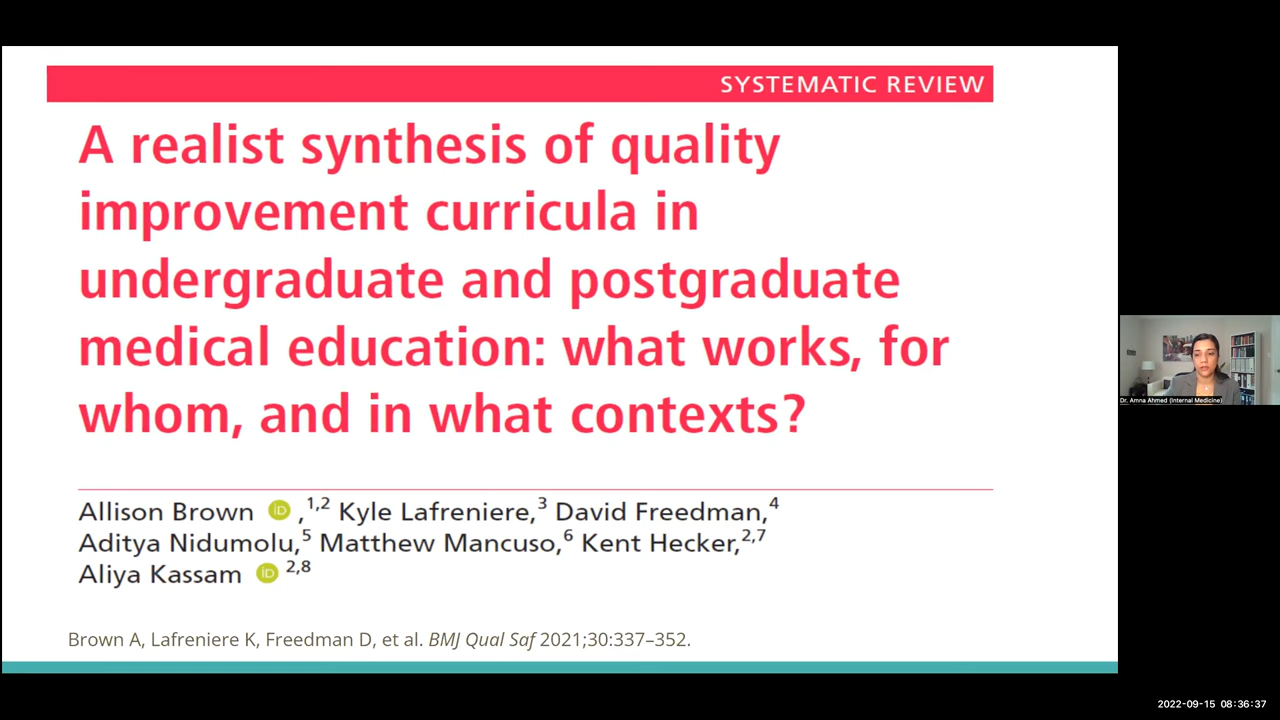 SYSTEMATIC REVIEW
A realist synthesis of quality
improvement curricula in
undergraduate and postgraduate
medical education: what works, for
whom, and in what contexts?
Allison Brown iD ,1,2 Kyle Lafreniere,3 David Freedman,4
Aditya Nidumolu,5 Matthew Mancuso,6 Kent Hecker,2,7
Aliya Kassam iD 2,8
Brown A, Lafreniere K, Freedman D, et al. BMJ Qual Saf 2021;30:337–352.
Dr. Amna Ahmed (Internal Medicine)
2022-09-15 08:36:37